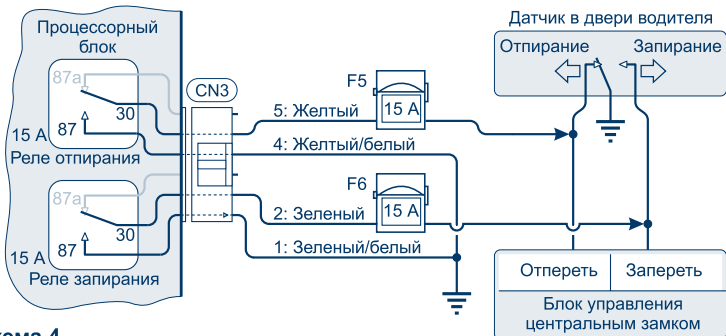 Процессорный
блок
87а
30
15 А
87
Реле отпирания
87а
30
15 А
87
Реле запирания
CN3
5: Желтый
4: Желтый/белый
2: Зеленый
1: Зеленый/белый
F5
15 А
F6
15 А
Датчик в двери водителя
Отпирание
Запирание
Отпереть
Запереть
Блок управления
центральным замком